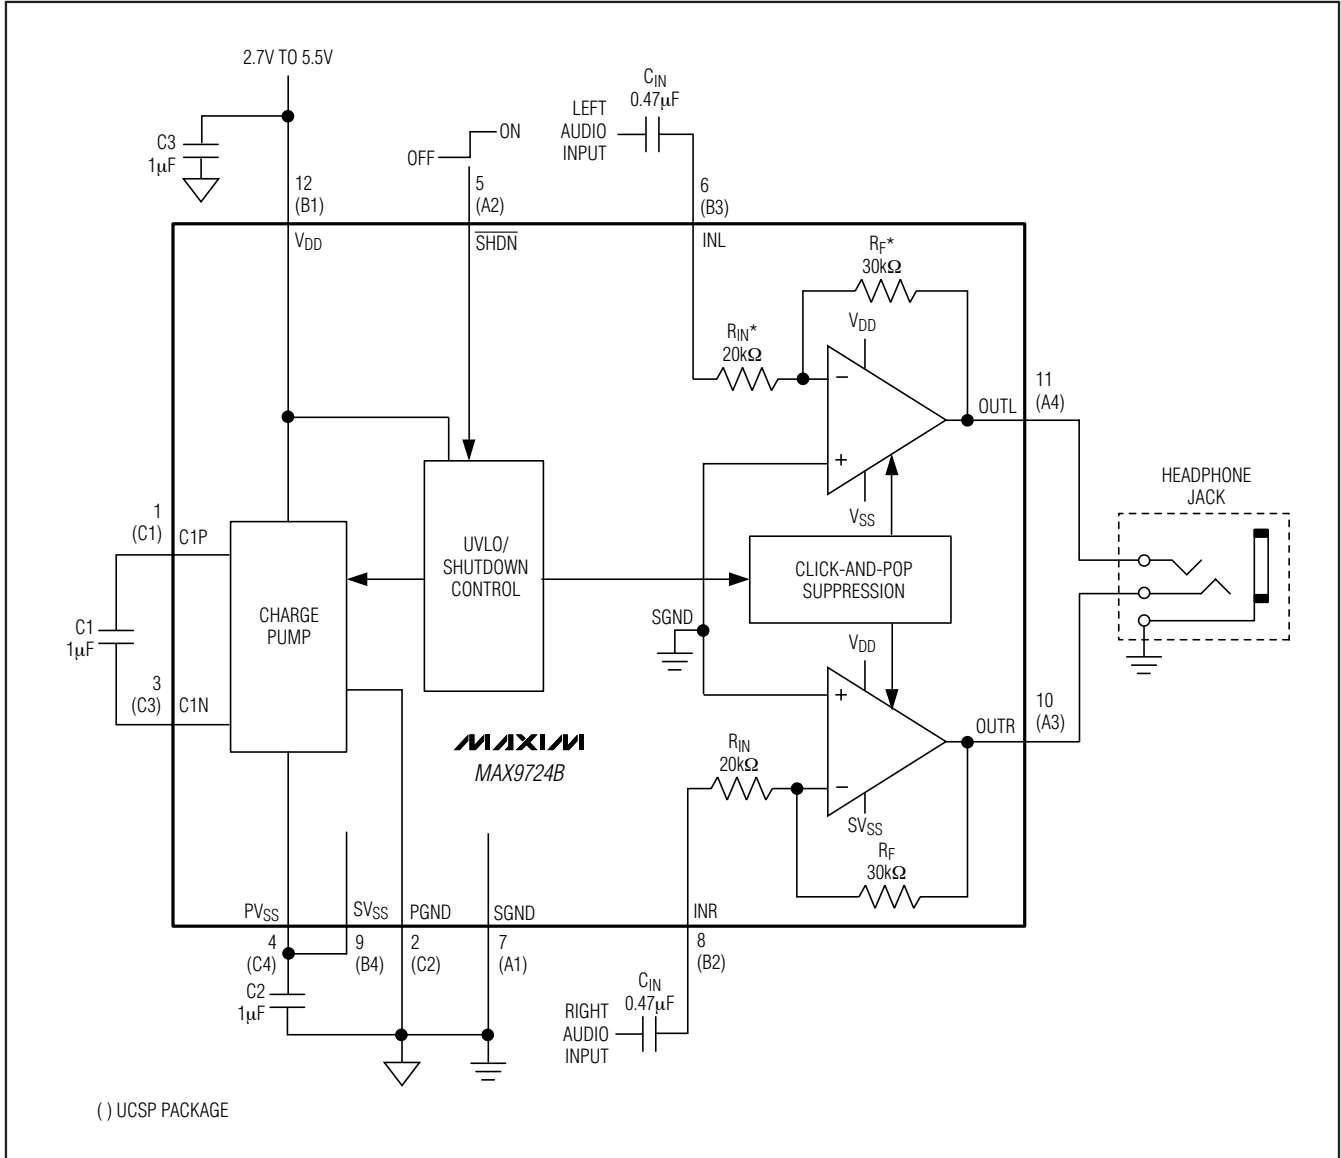 2.7V TO 5.5V
C3
1µF
12
(B1)
VDD
OFF
ON
5
(A2)
SHDN
LEFT
AUDIO
INPUT
CIN
0.47µF
6
(B3)
INL
RIN*
20kΩ
RF*
30kΩ
VDD
−
+
VSS
OUTL
11
(A4)
HEADPHONE
JACK
1
(C1)
C1P
C1
1µF
3
(C3)
C1N
CHARGE
PUMP
UVLO/
SHUTDOWN
CONTROL
CLICK-AND-POP
SUPPRESSION
SGND
VDD
+
−
SVSS
OUTR
10
(A3)
RIN
20kΩ
RF
30kΩ
MAXIM
MAX9724B
PVSS
SVSS
PGND
SGND
INR
4
(C4)
9
(B4)
2
(C2)
7
(A1)
8
(B2)
C2
1µF
RIGHT
AUDIO
INPUT
CIN
0.47µF
( ) UCSP PACKAGE